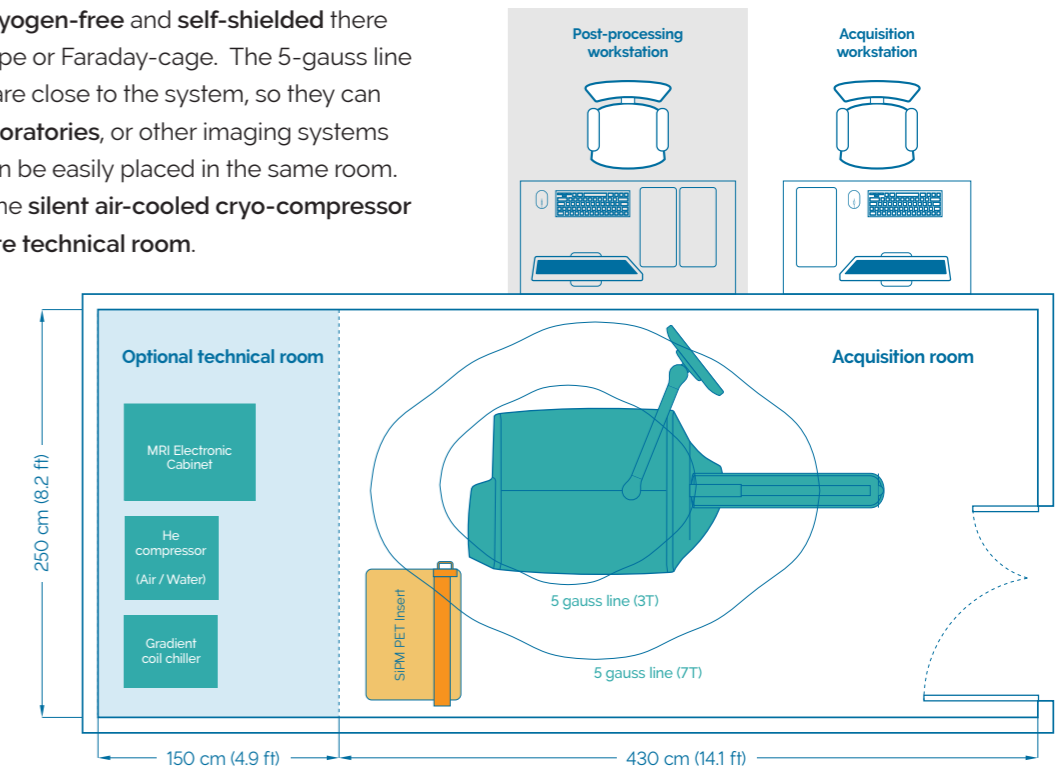 yogen-free and self-shielded there
pe or Faraday-cage. The 5-gauss line
are close to the system, so they can
oratories, or other imaging systems
n be easily placed in the same room.
ne silent air-cooled cryo-compressor
re technical room.
Post-processing
workstation
Acquisition
workstation
Optional technical room
Acquisition room
MRI Electronic
Cabinet
He
compressor
(Air / Water)
Gradient
coil chiller
SiPM PET Insert
5 gauss line (3T)
5 gauss line (7T)
250 cm (8.2 ft)
150 cm (4.9 ft)
430 cm (14.1 ft)